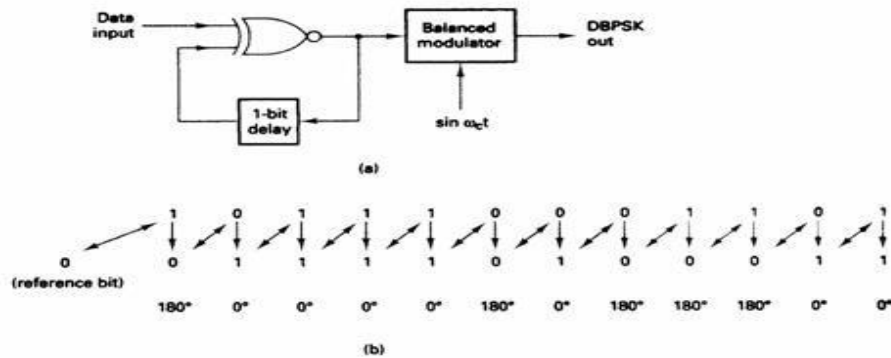 Data input
Balanced modulator
DBPSK out
1-bit delay
sin ω_ct
(a)
1 0 1 1 1 0 0 0 1 1 0 1
0 0 1 1 1 1 0 1 0 0 0 1 1
(reference bit)
180° 0° 0° 0° 0° 180° 0° 180° 180° 180° 0° 0°
(b)